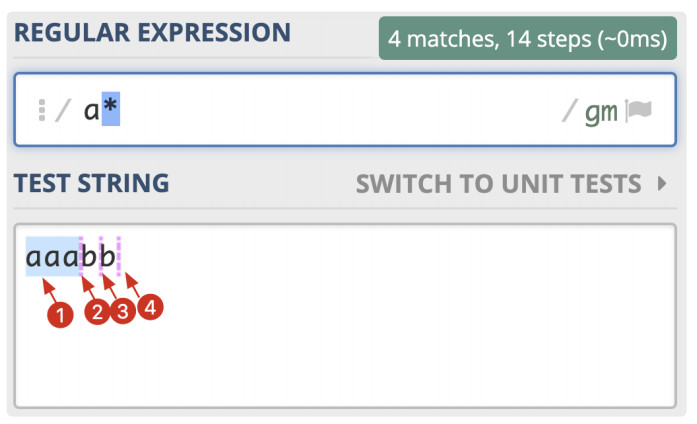 REGULAR EXPRESSION
4 matches, 14 steps (~0ms)
/ a* / gm
TEST STRING
SWITCH TO UNIT TESTS
aaabb
1 2 3 4